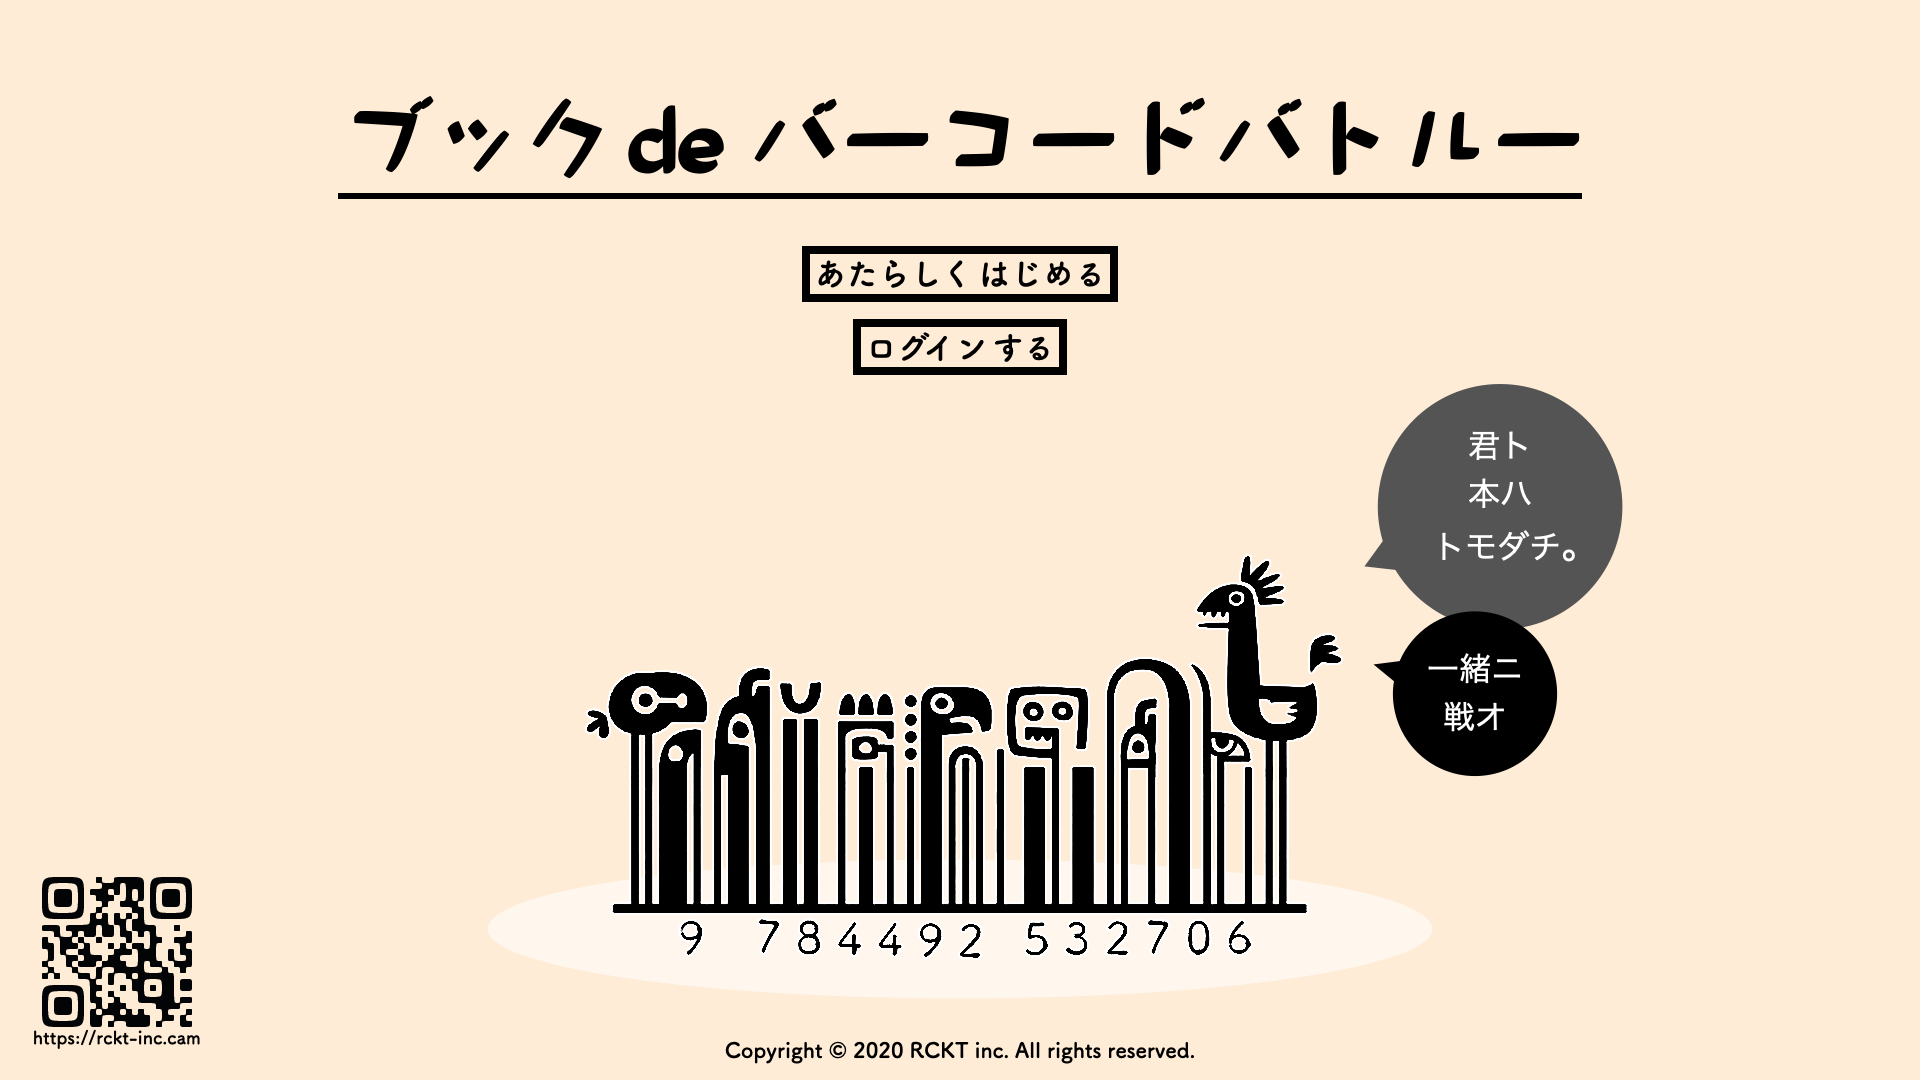 ブック de バーコードバトルー
あたらしく はじめる
ログイン する
君ト
本ハ
トモダチ。
一緒ニ
戦オ
9 784492 532706
https://rckt-inc.cam
Copyright © 2020 RCKT inc. All rights reserved.